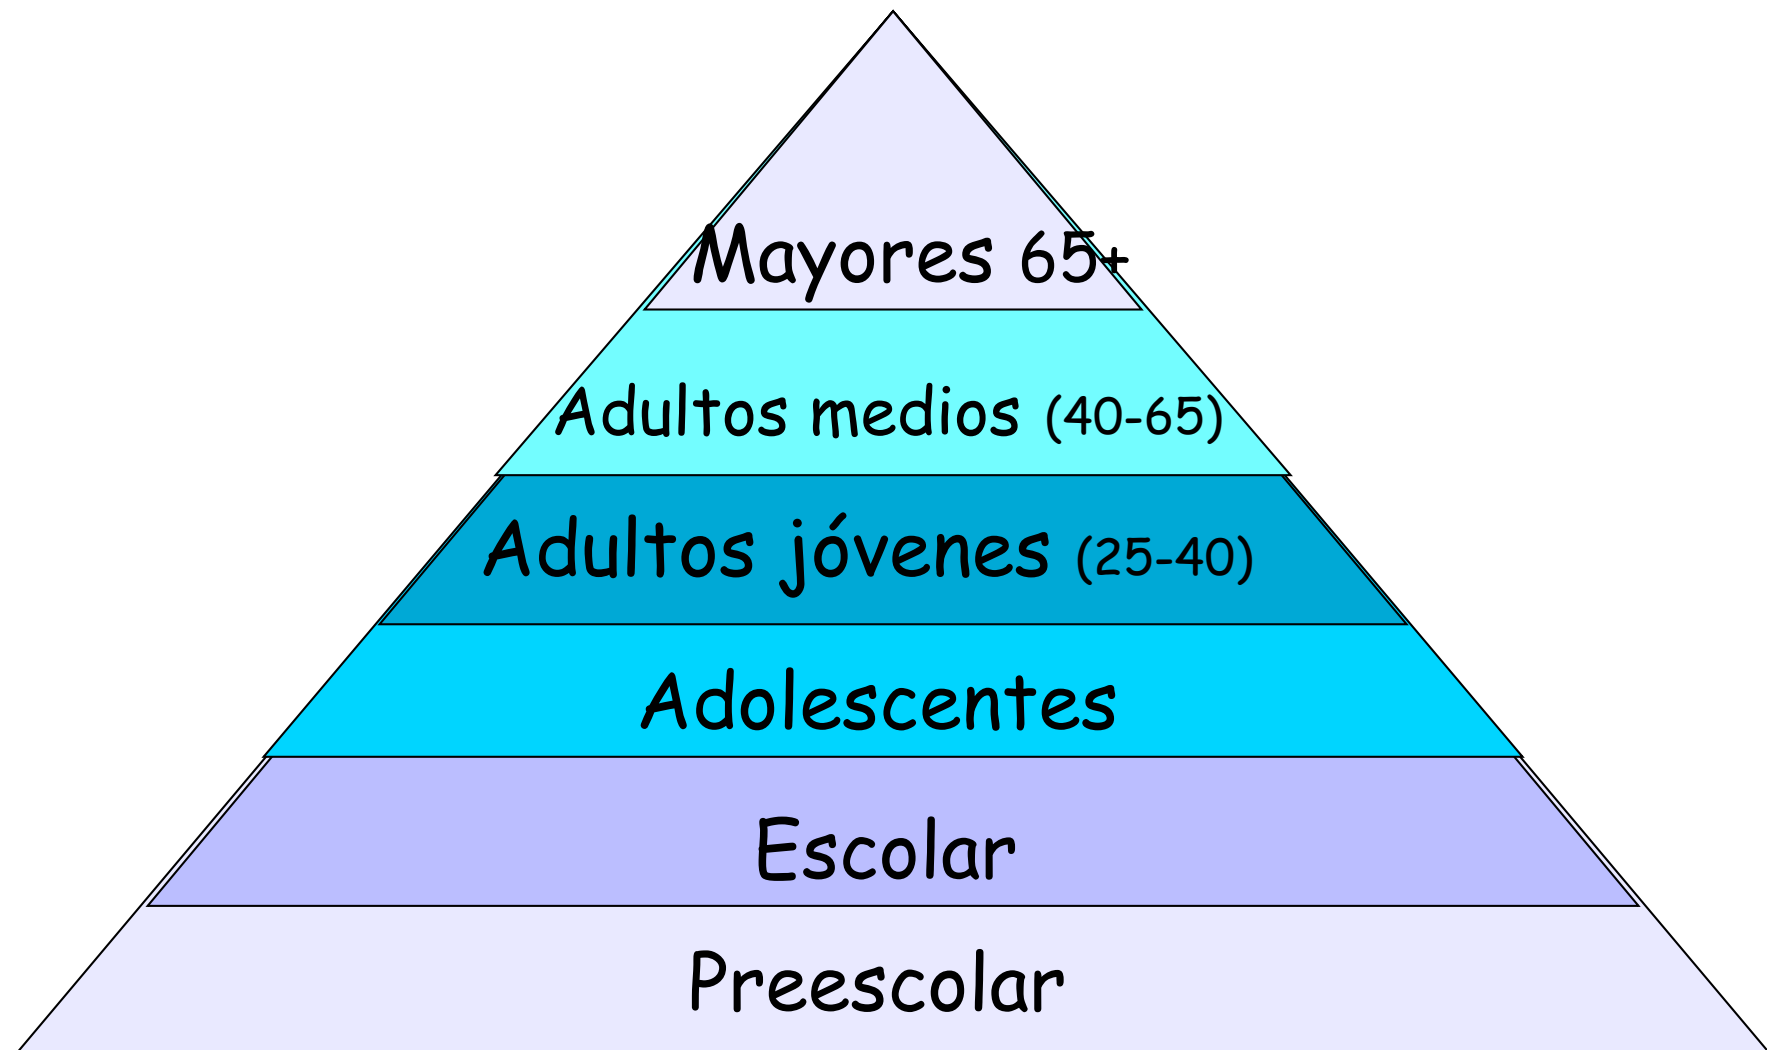 Mayores 65+
Adultos medios (40-65)
Adultos jóvenes (25-40)
Adolescentes
Escolar
Preescolar